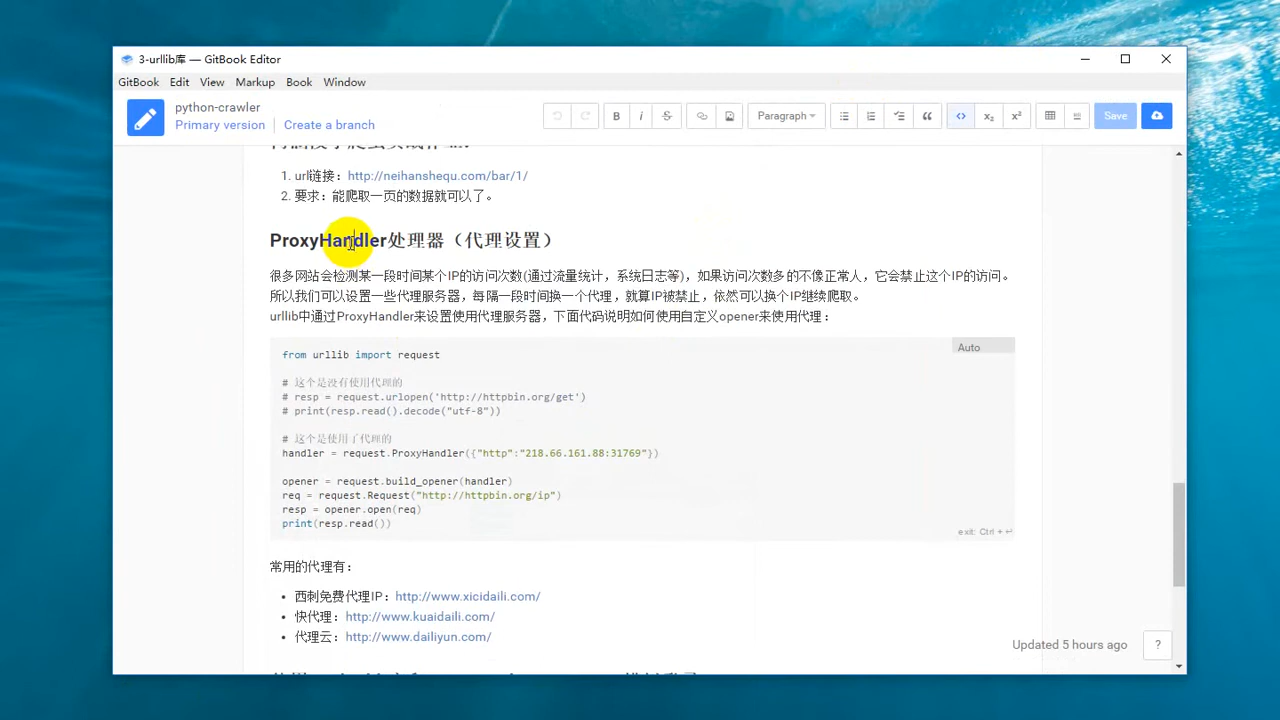 3-urllib库 — GitBook Editor
GitBook Edit View Markup Book Window
python-crawler
Primary version Create a branch
B i S Paragraph x₂ x² Save
1. url链接：http://neihanshequ.com/bar/1/
2. 要求：能爬取一页的数据就可以了。
ProxyHandler处理器（代理设置）
很多网站会检测某一段时间某个IP的访问次数(通过流量统计，系统日志等)，如果访问次数多的不像正常人，它会禁止这个IP的访问。
所以我们可以设置一些代理服务器，每隔一段时间换一个代理，就算IP被禁止，依然可以换个IP继续爬取。
urllib中通过ProxyHandler来设置使用代理服务器，下面代码说明如何使用自定义opener来使用代理：
Auto
from urllib import request
# 这个是没有使用代理的
# resp = request.urlopen('http://httpbin.org/get')
# print(resp.read().decode("utf-8"))
# 这个是使用了代理的
handler = request.ProxyHandler({"http":"218.66.161.88:31769"})
opener = request.build_opener(handler)
req = request.Request("http://httpbin.org/ip")
resp = opener.open(req)
print(resp.read())
exit: Ctrl + ↵
常用的代理有：
• 西刺免费代理IP：http://www.xicidaili.com/
• 快代理：http://www.kuaidaili.com/
• 代理云：http://www.dailiyun.com/
Updated 5 hours ago ?